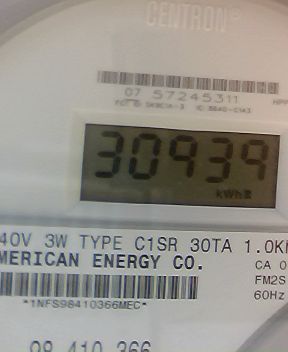 CENTRON®
07 57245311
30939
kWh
40V 3W TYPE C1SR 30TA 1.0K
MERICAN ENERGY CO.
CA 0
FM2S
60Hz
*1NFS98410366MEC*
98 410 366